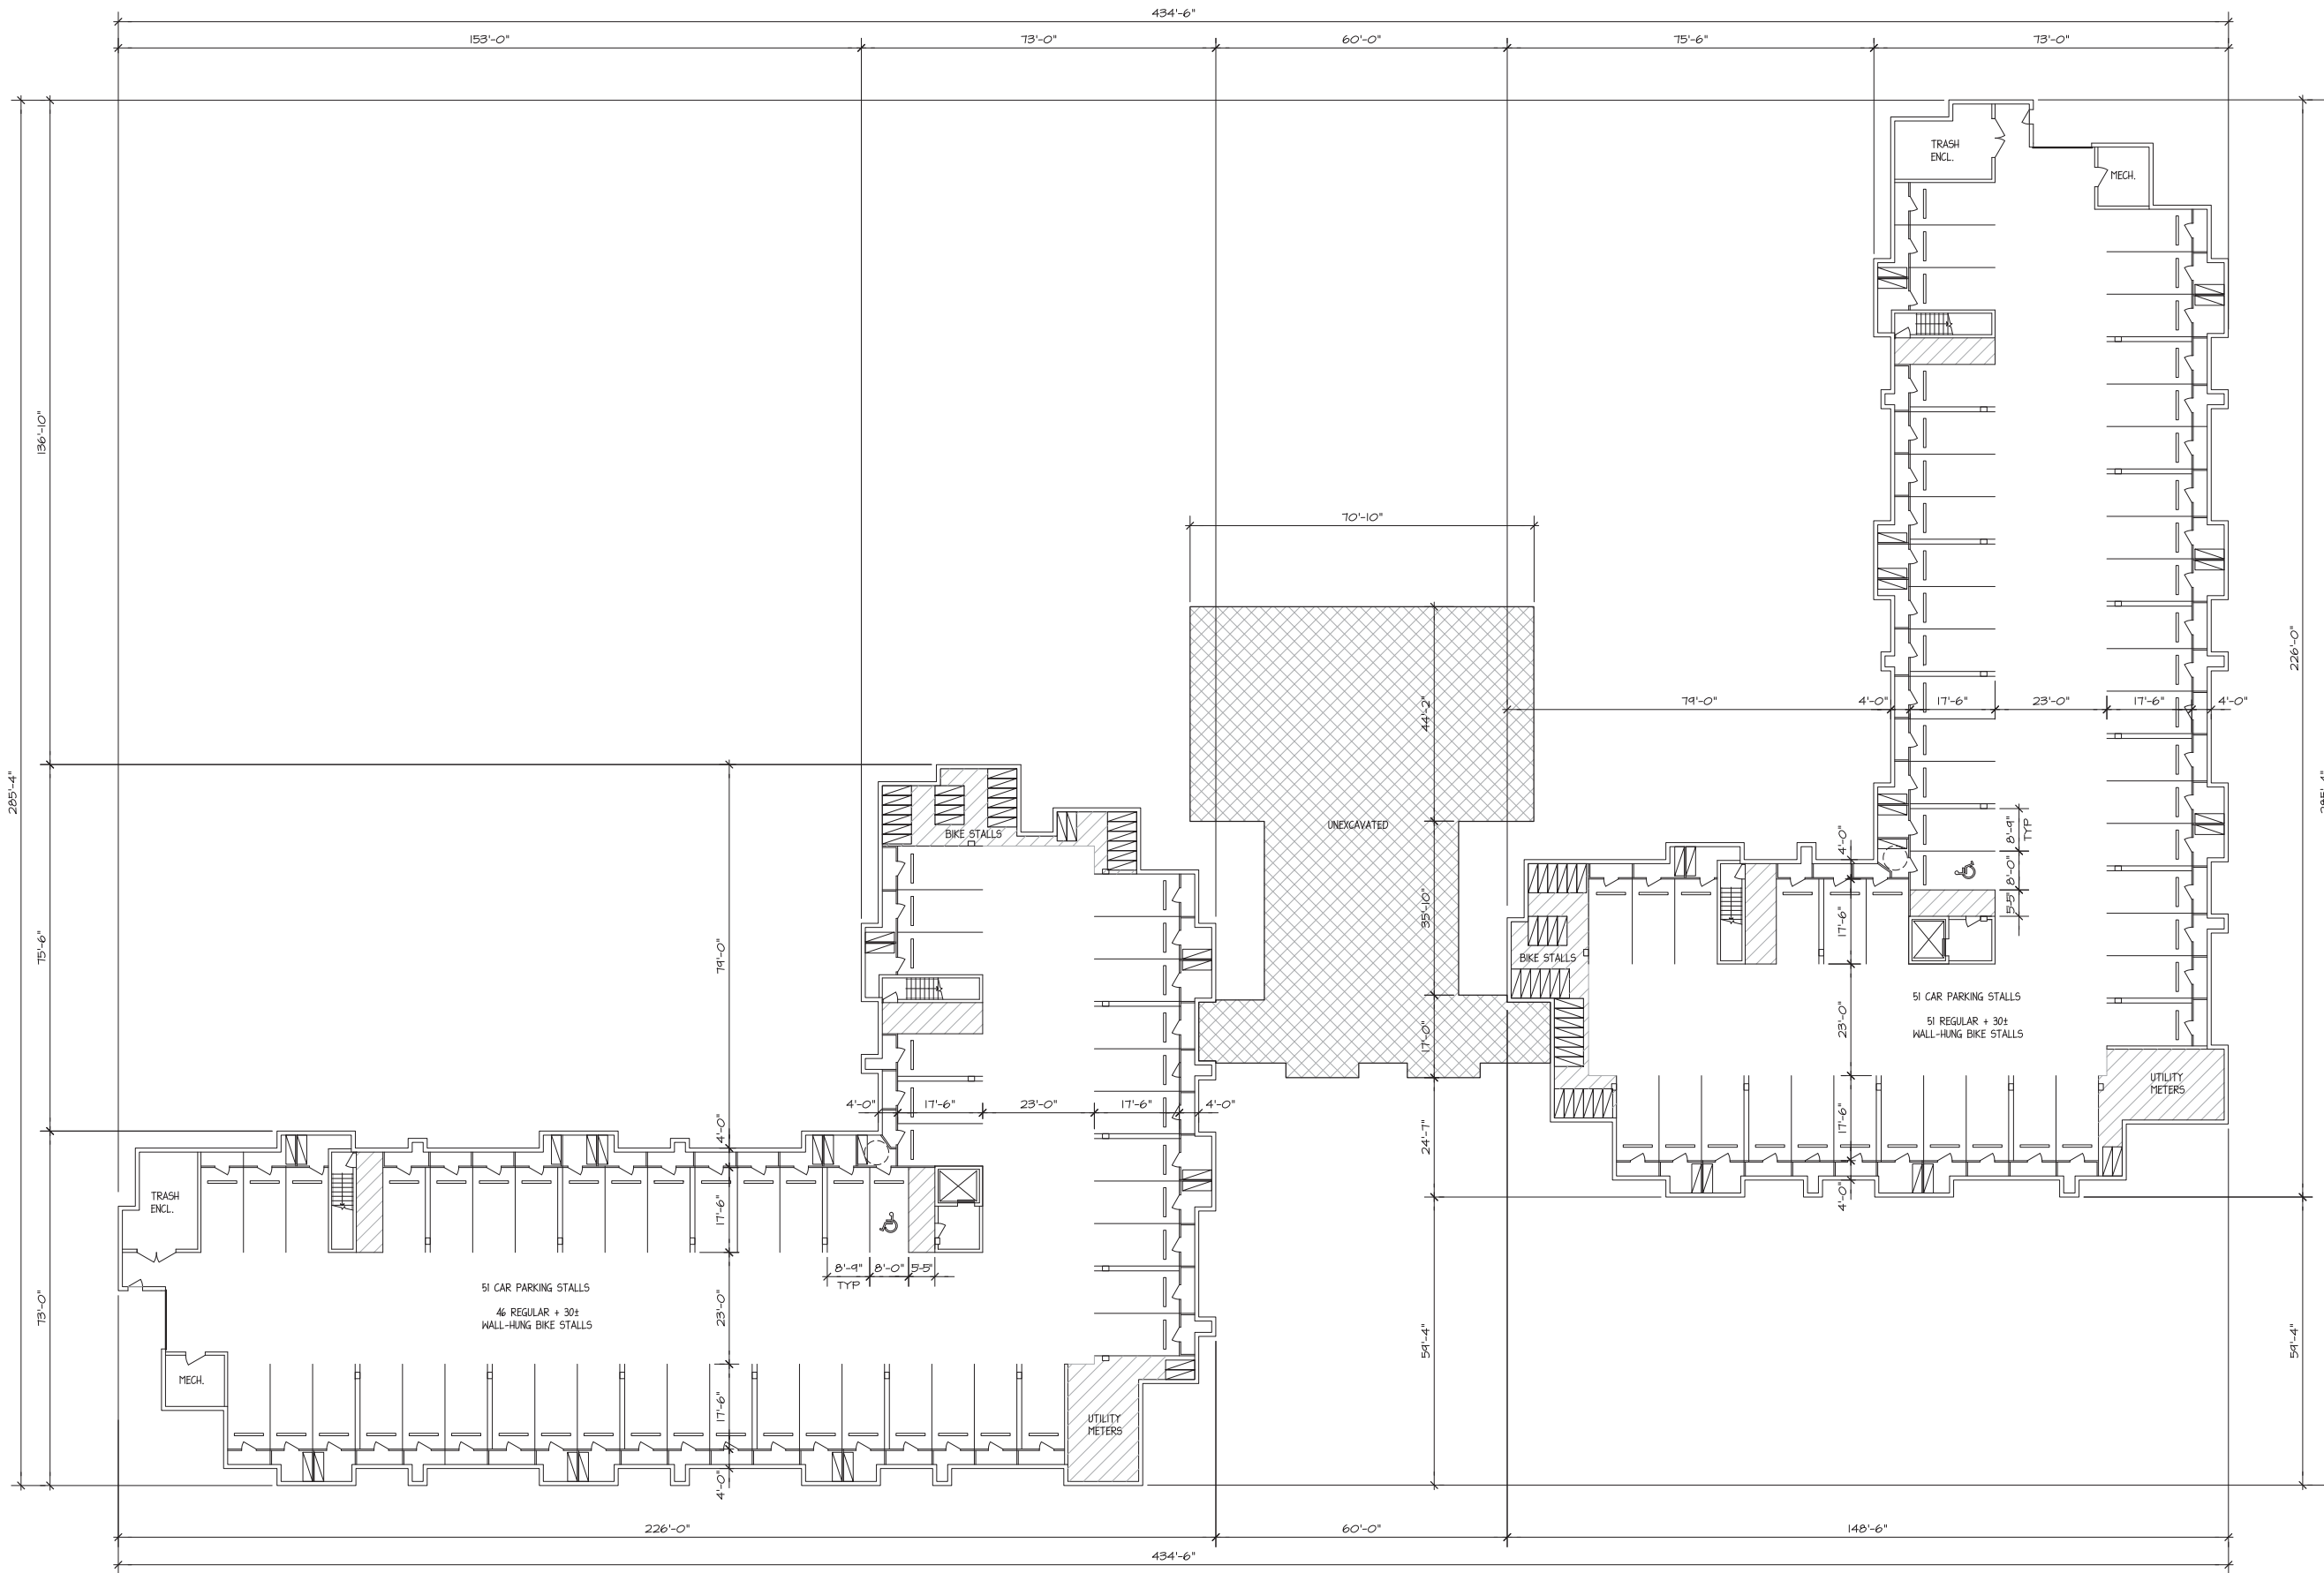 434'-6"
153'-0"
73'-0"
60'-0"
75'-6"
73'-0"
TRASH
ENCL.
MECH.
136'-10"
70'-10"
226'-0"
285'-4"
44'-2"
79'-0"
4'-0"
17'-6"
23'-0"
17'-6"
4'-0"
UNEXCAVATED
BIKE STALLS
8'-9"
TYP
8'-0"
5'-5"
4'-0"
17'-6"
35'-10"
75'-6"
79'-0"
BIKE STALLS
51 CAR PARKING STALLS
51 REGULAR + 30±
WALL-HUNG BIKE STALLS
23'-0"
17'-0"
UTILITY
METERS
4'-0"
17'-6"
23'-0"
17'-6"
4'-0"
4'-0"
17'-6"
4'-0"
24'-7"
TRASH
ENCL.
17'-6"
8'-9"
TYP
8'-0"
5'-5"
51 CAR PARKING STALLS
46 REGULAR + 30±
WALL-HUNG BIKE STALLS
23'-0"
73'-0"
59'-4"
59'-4"
MECH.
17'-6"
UTILITY
METERS
4'-0"
226'-0"
60'-0"
148'-6"
434'-6"